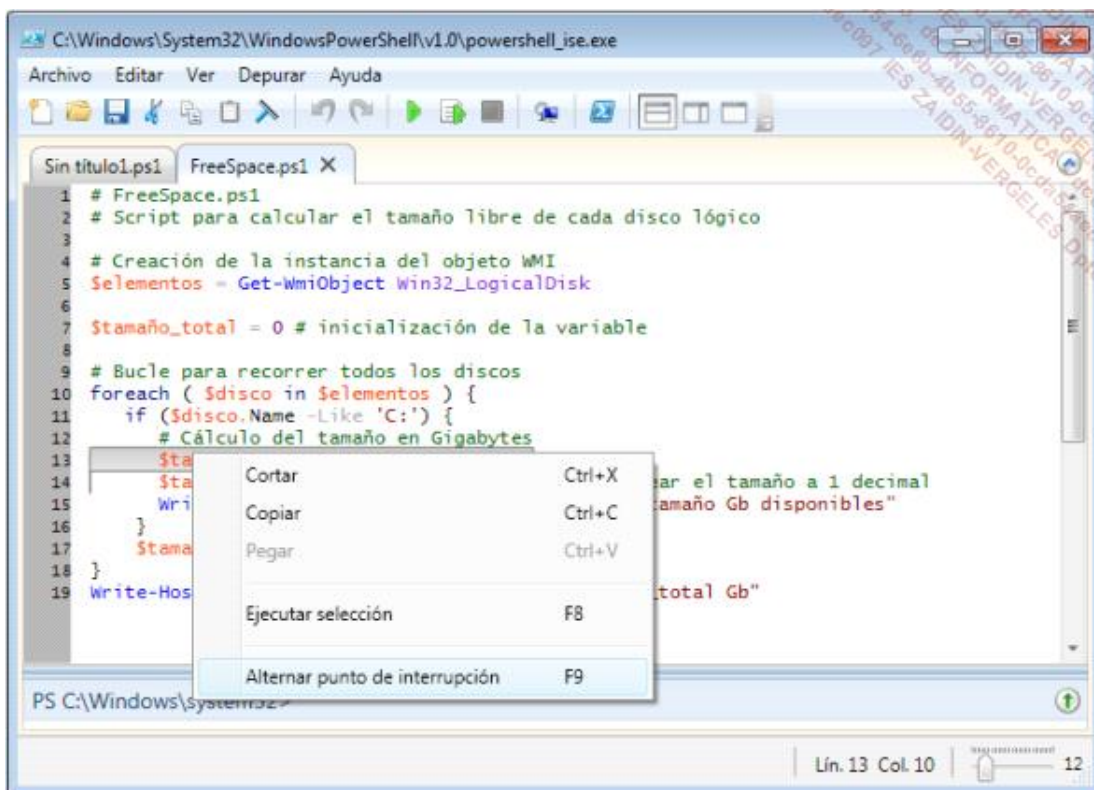 C:\Windows\System32\WindowsPowerShell\v1.0\powershell_ise.exe
Archivo Editar Ver Depurar Ayuda
Sin título1.ps1 FreeSpace.ps1
1 # FreeSpace.ps1
2 # Script para calcular el tamaño libre de cada disco lógico
3
4 # Creación de la instancia del objeto WMI
5 $elementos = Get-WmiObject Win32_LogicalDisk
6
7 $tamaño_total = 0 # inicialización de la variable
8
9 # Bucle para recorrer todos los discos
10 foreach ( $disco in $elementos ) {
11 if ($disco.Name -Like 'C:') {
12 # Cálculo del tamaño en Gigabytes
13 $ta
14 $ta ar el tamaño a 1 decimal
15 Wri amaño Gb disponibles"
16 }
17 $tama
18 }
19 Write-Hos _total Gb"
Cortar Ctrl+X
Copiar Ctrl+C
Pegar Ctrl+V
Ejecutar selección F8
Alternar punto de interrupción F9
PS C:\Windows\system32>
Lín. 13 Col. 10 12